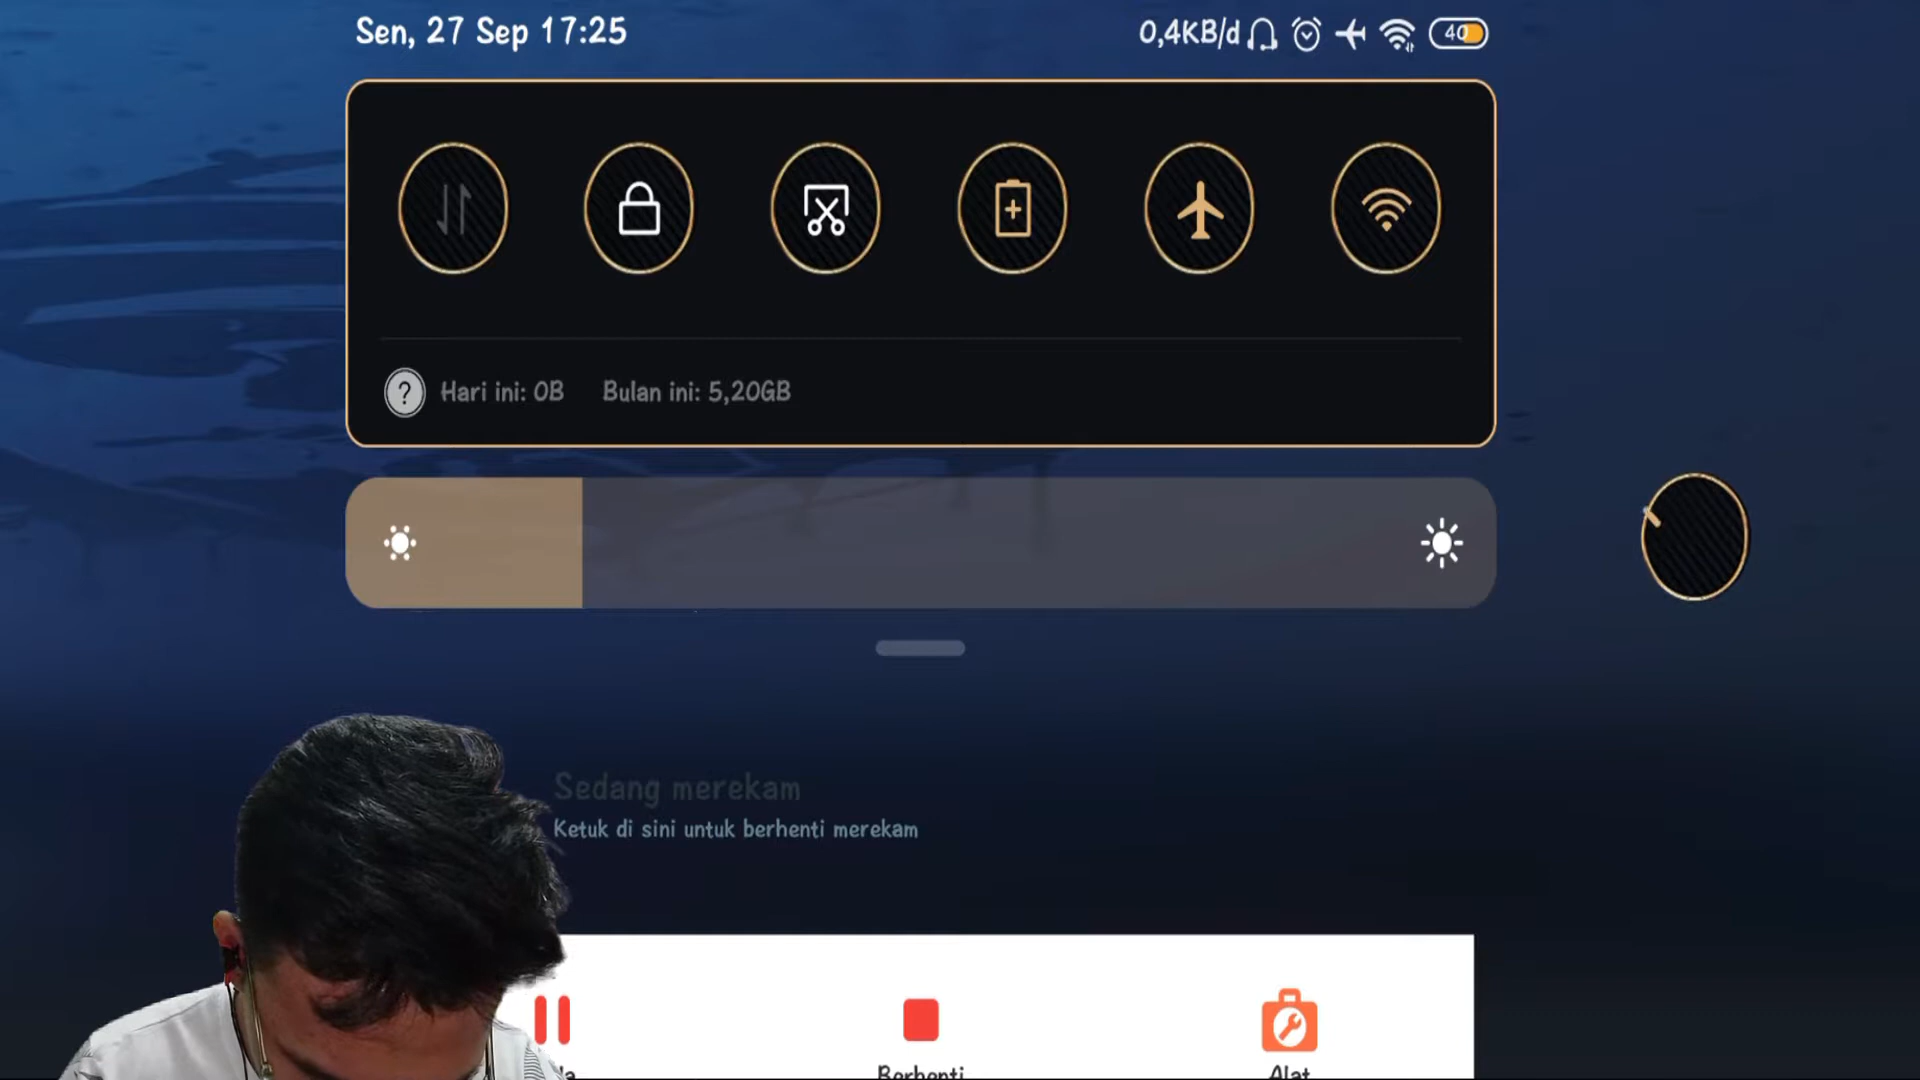 Sen, 27 Sep 17:25
0,4KB/d
40
Hari ini: 0B Bulan ini: 5,20GB
Sedang merekam
Ketuk di sini untuk berhenti merekam
Berhenti
Alat